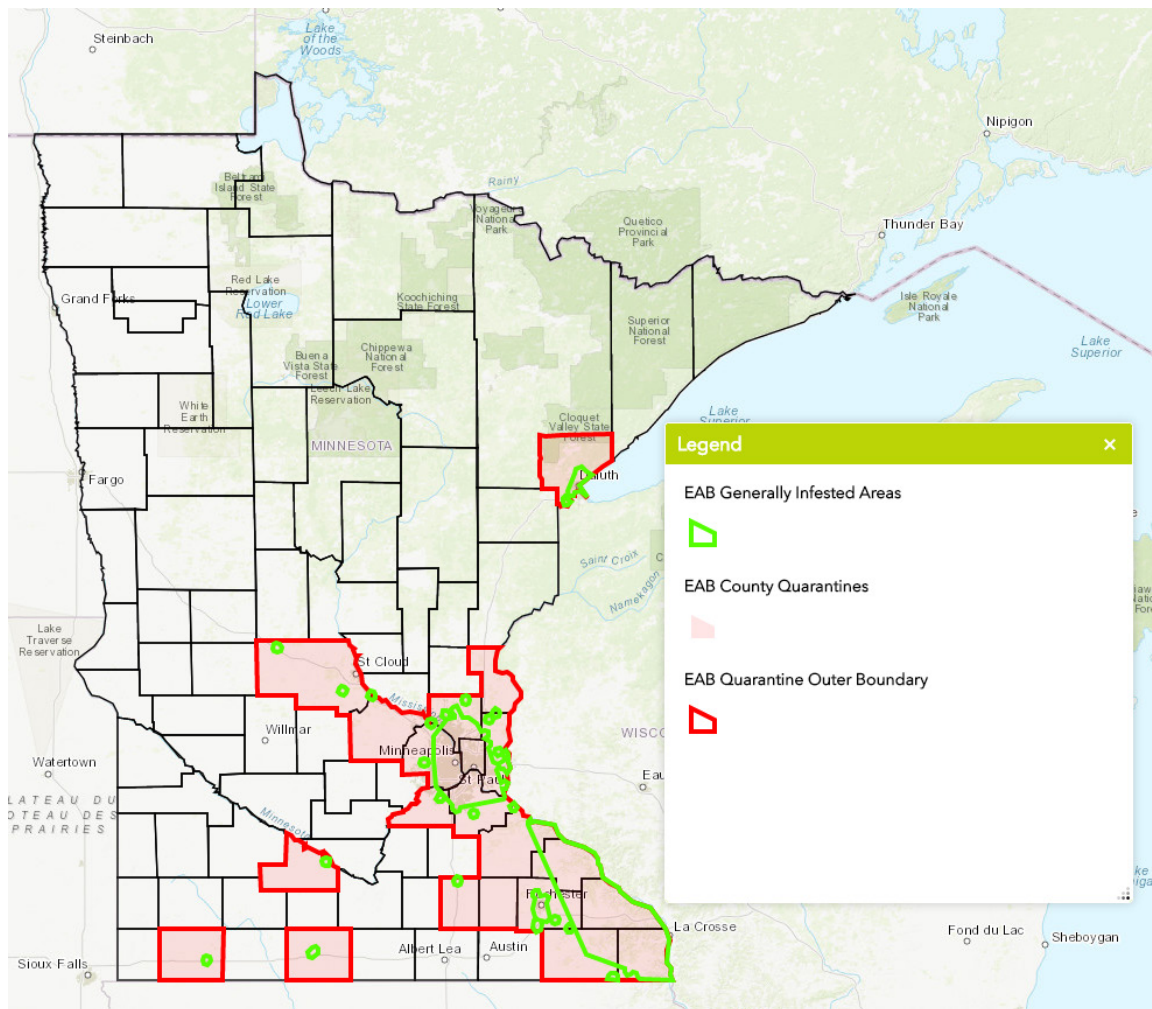 Steinbach
Lake
of the
Woods
Nipigon
Beltrami
Island State
Forest
Rainy
Voyageurs
National
Park
Quetico
Provincial
Park
Thunder Bay
Grand Forks
Red Lake
Reservation
Lower
Red Lake
Koochiching
State Forest
Isle Royale
National
Park
Superior
National
Forest
Lake
Superior
Buena
Vista State
Forest
Chippewa
National
Forest
Leech Lake
Reservation
White
Earth
Reservation
MINNESOTA
Cloquet
Valley State
Forest
Lake
Superior
Fargo
Duluth
Legend
×
EAB Generally Infested Areas
EAB County Quarantines
EAB Quarantine Outer Boundary
Saint Croix
Namekagon
Lake
Traverse
Reservation
St Cloud
Mississi
Willmar
Minneapolis
St Paul
WISC
Eau
Watertown
LATEAU DU
OTEAU DES
PRAIRIES
Minnesota
Rochester
La Crosse
Albert Lea
Austin
Sioux Falls
Fond du Lac
Sheboygan